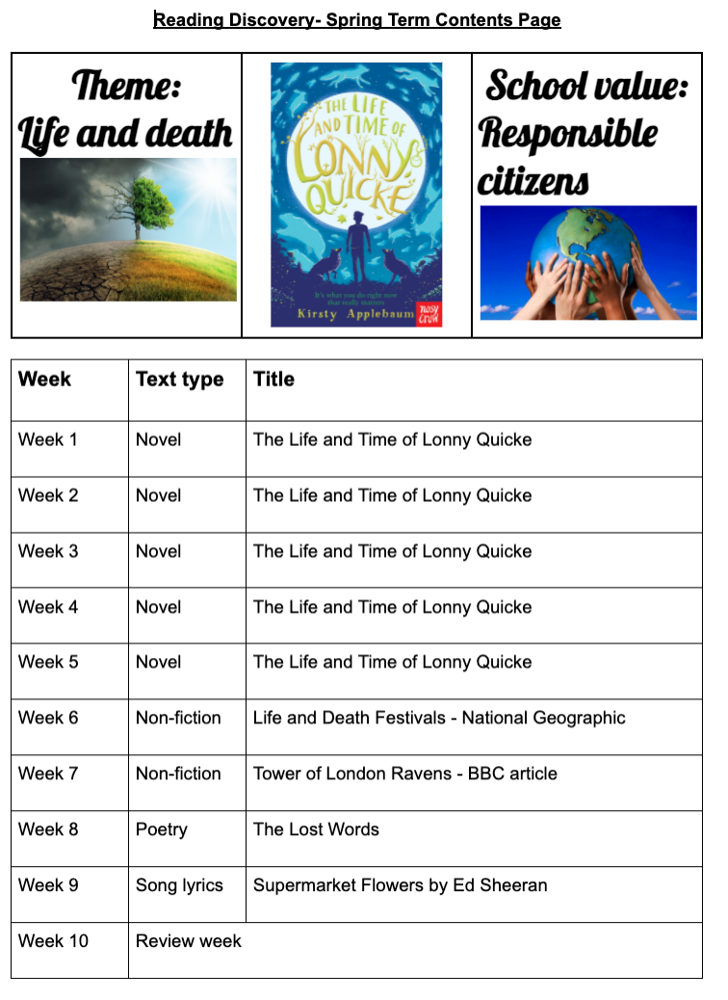 Reading Discovery- Spring Term Contents Page
Theme:
Life and death
THE LIFE
AND TIME OF
LONNY
QUICKE
It's what you do right now
that really matters
Kirsty Applebaum
nosy
crow
School value:
Responsible
citizens
Week Text type Title
Week 1 Novel The Life and Time of Lonny Quicke
Week 2 Novel The Life and Time of Lonny Quicke
Week 3 Novel The Life and Time of Lonny Quicke
Week 4 Novel The Life and Time of Lonny Quicke
Week 5 Novel The Life and Time of Lonny Quicke
Week 6 Non-fiction Life and Death Festivals - National Geographic
Week 7 Non-fiction Tower of London Ravens - BBC article
Week 8 Poetry The Lost Words
Week 9 Song lyrics Supermarket Flowers by Ed Sheeran
Week 10 Review week